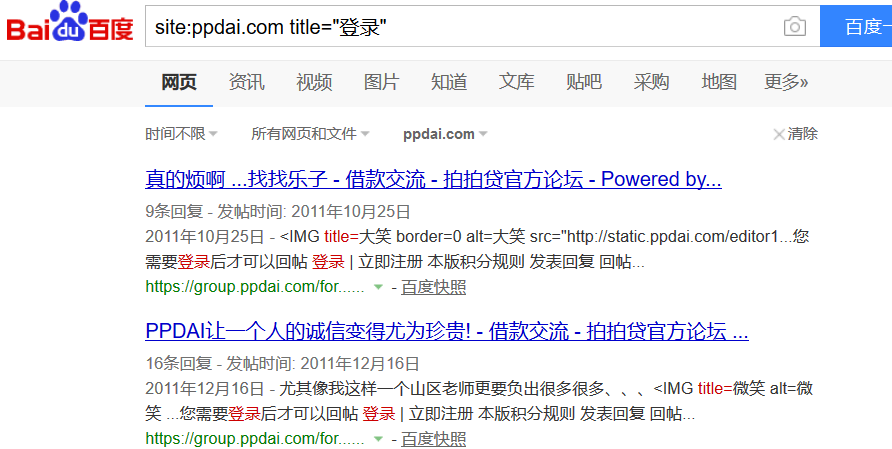 Bai du 百度 site:ppdai.com title="登录" 百度一
网页 资讯 视频 图片 知道 文库 贴吧 采购 地图 更多»
时间不限 所有网页和文件 ppdai.com ×清除
真的烦啊 ...找找乐子 - 借款交流 - 拍拍贷官方论坛 - Powered by...
9条回复 - 发帖时间: 2011年10月25日
2011年10月25日 - <IMG title=大笑 border=0 alt=大笑 src="http://static.ppdai.com/editor1...您
需要登录后才可以回帖 登录 | 立即注册 本版积分规则 发表回复 回帖...
https://group.ppdai.com/for...... - 百度快照
PPDAI让一个人的诚信变得尤为珍贵! - 借款交流 - 拍拍贷官方论坛 ...
16条回复 - 发帖时间: 2011年12月16日
2011年12月16日 - 尤其像我这样一个山区老师更要负出很多很多、、、<IMG title=微笑 alt=微
笑 ...您需要登录后才可以回帖 登录 | 立即注册 本版积分规则 发表回复 回帖...
https://group.ppdai.com/for...... - 百度快照